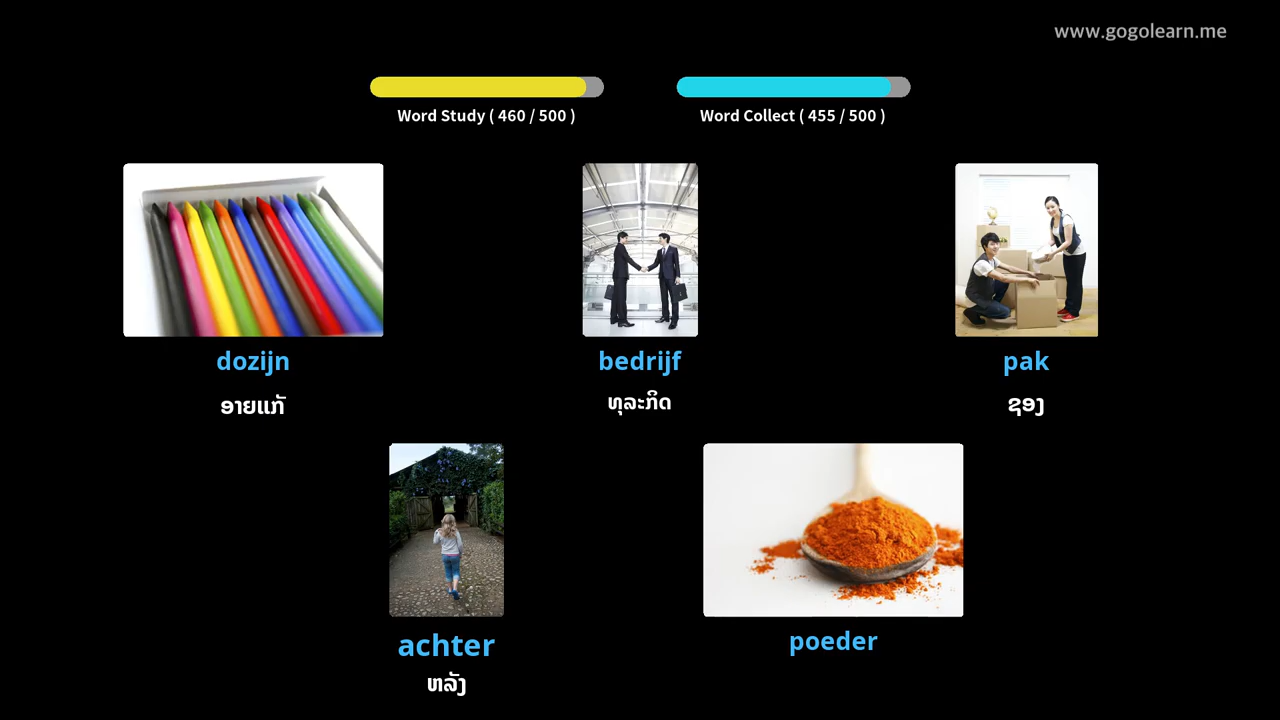 www.gogolearn.me
Word Study ( 460 / 500 )
Word Collect ( 455 / 500 )
dozijn
ອາຍແກັ
bedrijf
ທຸລະກິດ
pak
ຊອງ
achter
ຫລັງ
poeder